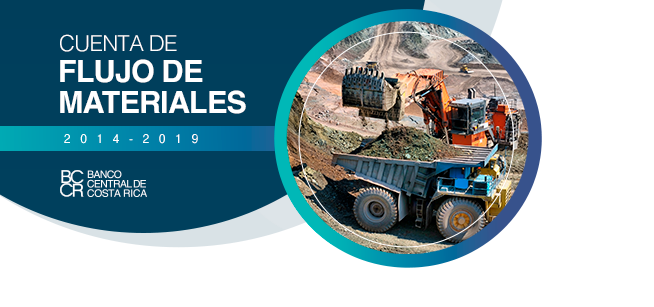 CUENTA DE
FLUJO DE
MATERIALES
2014-2019
BC
CR
BANCO
CENTRAL DE
COSTA RICA